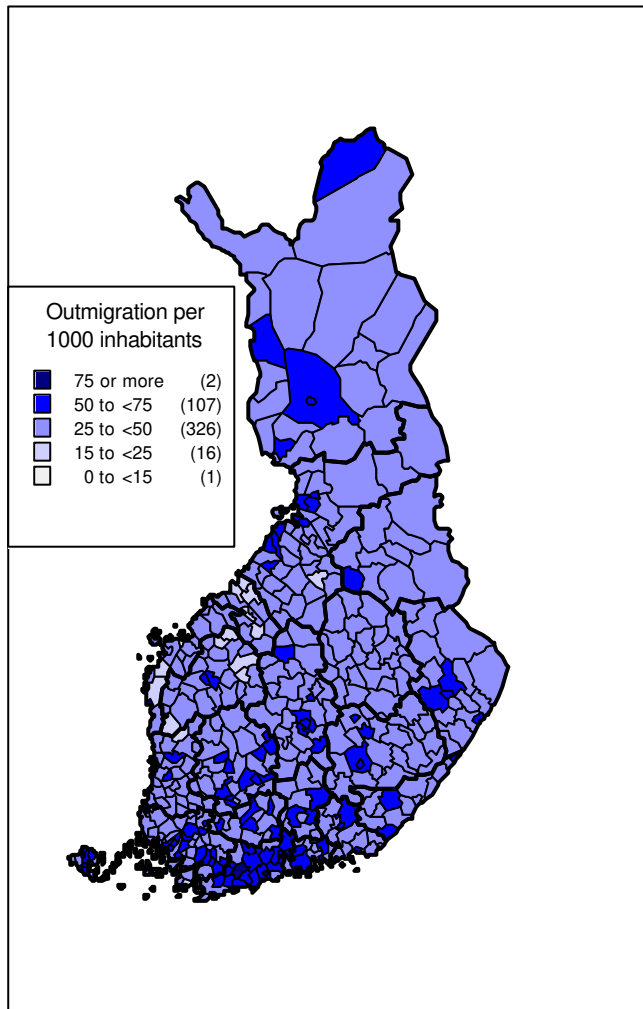 Outmigration per
1000 inhabitants
75 or more (2)
50 to <75 (107)
25 to <50 (326)
15 to <25 (16)
0 to <15 (1)